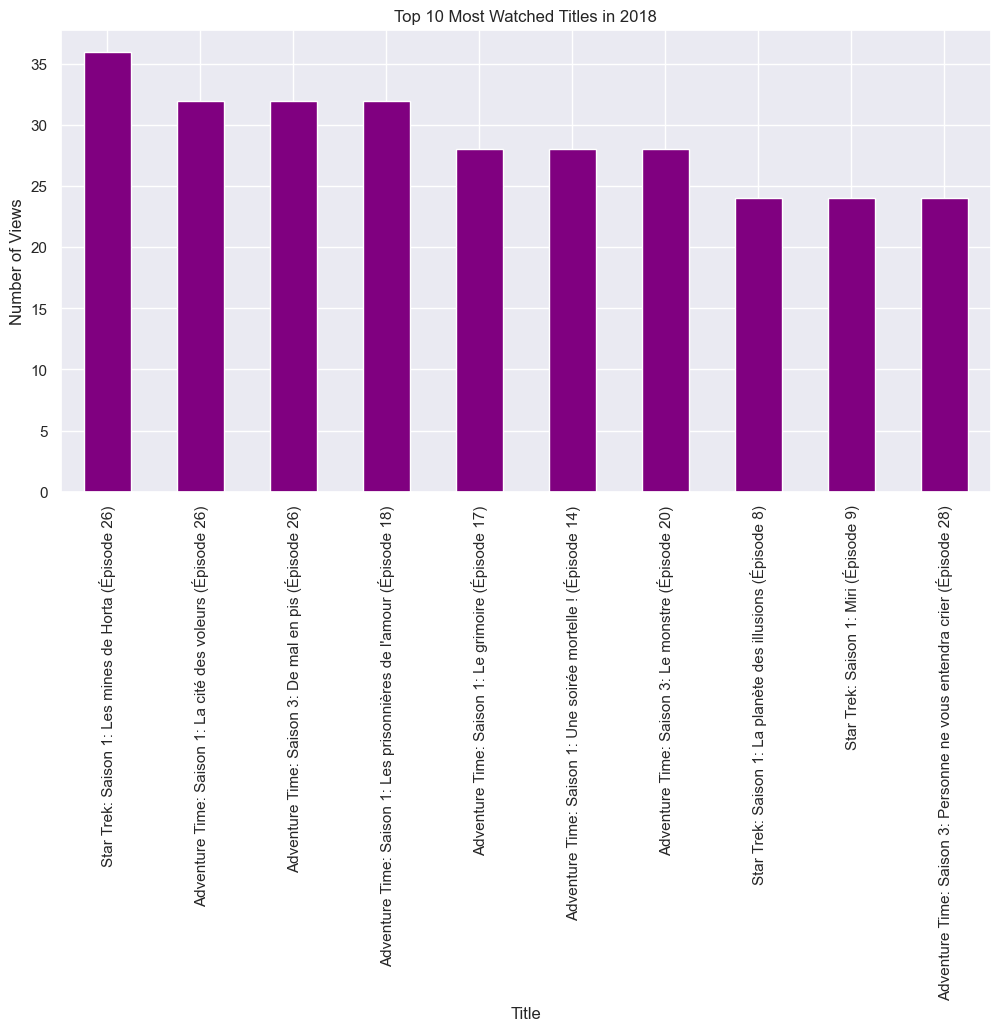 Top 10 Most Watched Titles in 2018
Number of Views
35
30
25
20
15
10
5
0
Star Trek: Saison 1: Les mines de Horta (Épisode 26)
Adventure Time: Saison 1: La cité des voleurs (Épisode 26)
Adventure Time: Saison 3: De mal en pis (Épisode 26)
Adventure Time: Saison 1: Les prisonnières de l'amour (Épisode 18)
Adventure Time: Saison 1: Le grimoire (Épisode 17)
Adventure Time: Saison 1: Une soirée mortelle ! (Épisode 14)
Adventure Time: Saison 3: Le monstre (Épisode 20)
Star Trek: Saison 1: La planète des illusions (Épisode 8)
Star Trek: Saison 1: Miri (Épisode 9)
Adventure Time: Saison 3: Personne ne vous entendra crier (Épisode 28)
Title